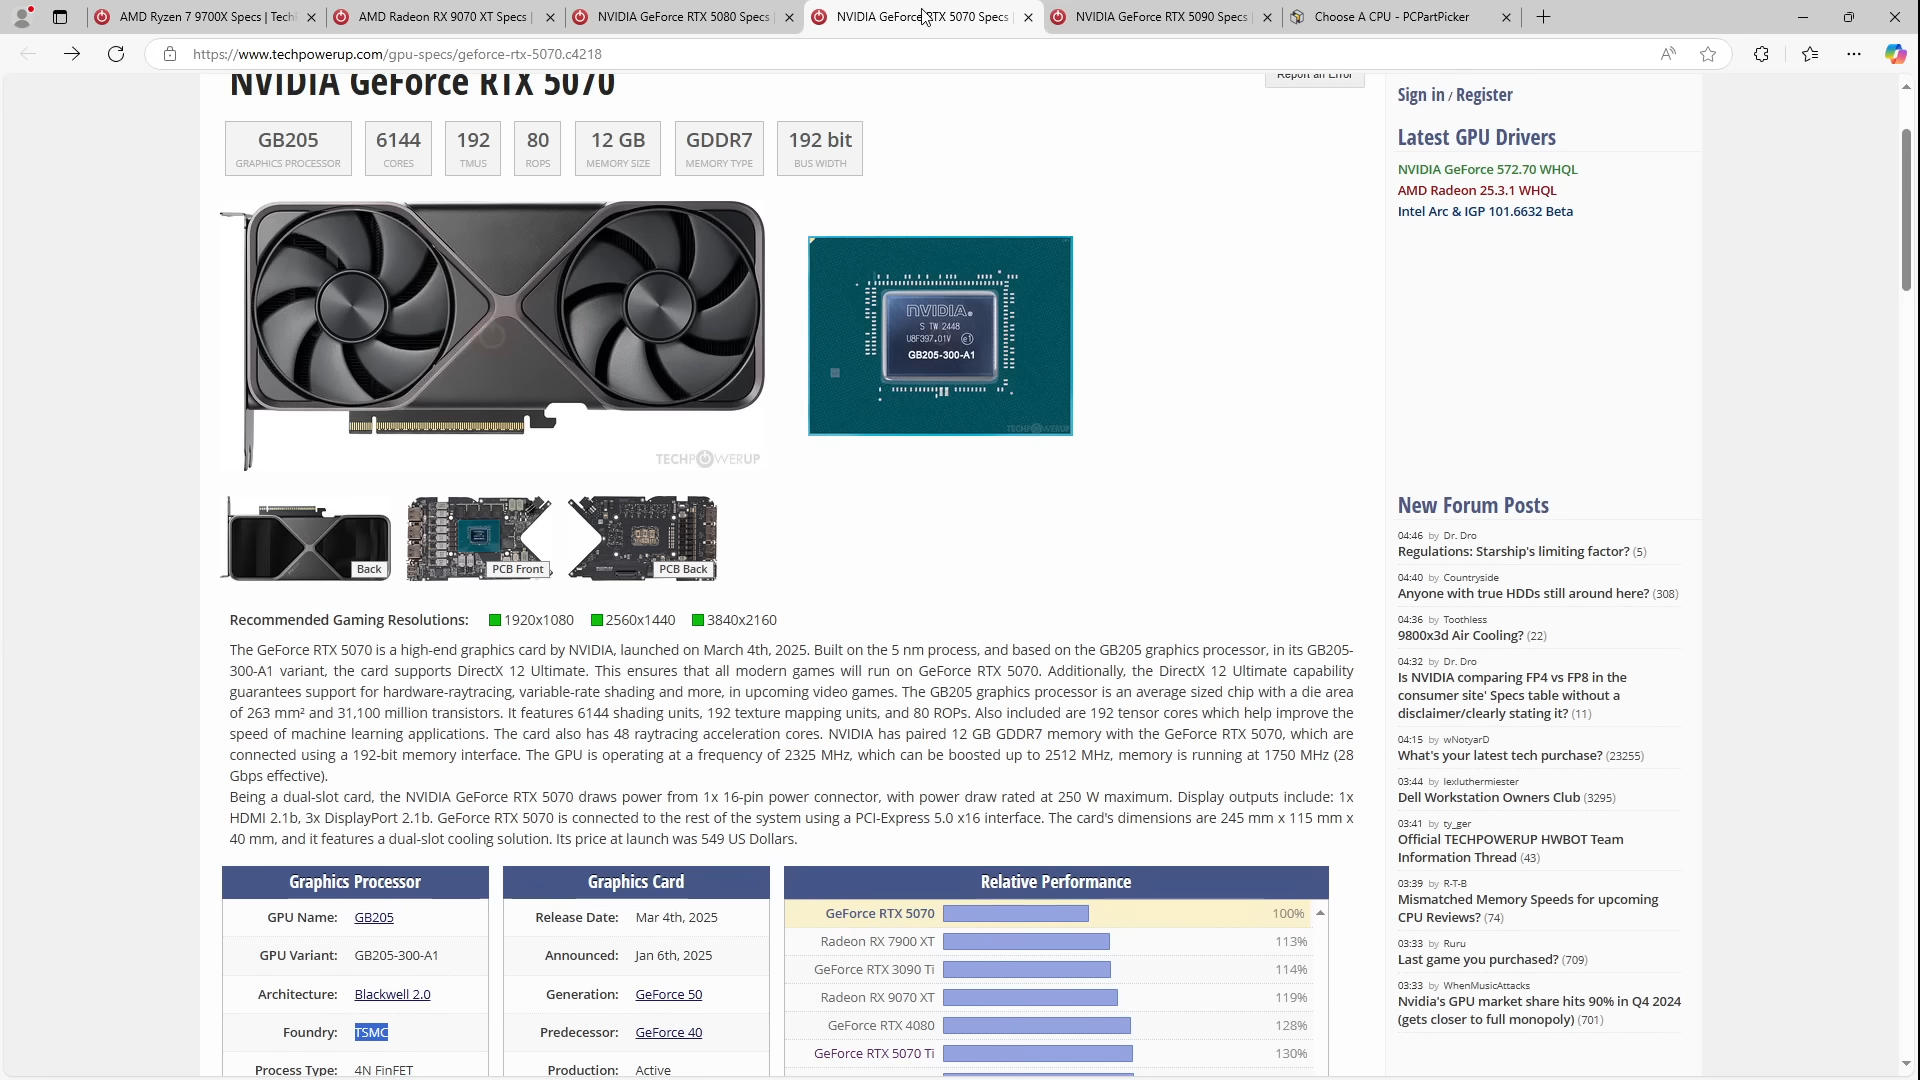 AMD Ryzen 7 9700X Specs | Tech
AMD Radeon RX 9070 XT Specs
NVIDIA GeForce RTX 5080 Specs
NVIDIA GeForce RTX 5070 Specs
NVIDIA GeForce RTX 5090 Specs
Choose A CPU - PCPartPicker
https://www.techpowerup.com/gpu-specs/geforce-rtx-5070.c4218
NVIDIA GeForce RTX 5070
Report an Error
GB205
GRAPHICS PROCESSOR
6144
CORES
192
TMUS
80
ROPS
12 GB
MEMORY SIZE
GDDR7
MEMORY TYPE
192 bit
BUS WIDTH
TECHPOWERUP
NVIDIA.
S TW 2448
U8F397.01V e1
GB205-300-A1
TECHPOWERUP
Back
PCB Front
PCB Back
Recommended Gaming Resolutions: 1920x1080 2560x1440 3840x2160
The GeForce RTX 5070 is a high-end graphics card by NVIDIA, launched on March 4th, 2025. Built on the 5 nm process, and based on the GB205 graphics processor, in its GB205-
300-A1 variant, the card supports DirectX 12 Ultimate. This ensures that all modern games will run on GeForce RTX 5070. Additionally, the DirectX 12 Ultimate capability
guarantees support for hardware-raytracing, variable-rate shading and more, in upcoming video games. The GB205 graphics processor is an average sized chip with a die area
of 263 mm² and 31,100 million transistors. It features 6144 shading units, 192 texture mapping units, and 80 ROPs. Also included are 192 tensor cores which help improve the
speed of machine learning applications. The card also has 48 raytracing acceleration cores. NVIDIA has paired 12 GB GDDR7 memory with the GeForce RTX 5070, which are
connected using a 192-bit memory interface. The GPU is operating at a frequency of 2325 MHz, which can be boosted up to 2512 MHz, memory is running at 1750 MHz (28
Gbps effective).
Being a dual-slot card, the NVIDIA GeForce RTX 5070 draws power from 1x 16-pin power connector, with power draw rated at 250 W maximum. Display outputs include: 1x
HDMI 2.1b, 3x DisplayPort 2.1b. GeForce RTX 5070 is connected to the rest of the system using a PCI-Express 5.0 x16 interface. The card's dimensions are 245 mm x 115 mm x
40 mm, and it features a dual-slot cooling solution. Its price at launch was 549 US Dollars.
Graphics Processor
GPU Name: GB205
GPU Variant: GB205-300-A1
Architecture: Blackwell 2.0
Foundry: TSMC
Process Type: 4N FinFET
Graphics Card
Release Date: Mar 4th, 2025
Announced: Jan 6th, 2025
Generation: GeForce 50
Predecessor: GeForce 40
Production: Active
Relative Performance
GeForce RTX 5070 100%
Radeon RX 7900 XT 113%
GeForce RTX 3090 Ti 114%
Radeon RX 9070 XT 119%
GeForce RTX 4080 128%
GeForce RTX 5070 Ti 130%
Sign in / Register
Latest GPU Drivers
NVIDIA GeForce 572.70 WHQL
AMD Radeon 25.3.1 WHQL
Intel Arc & IGP 101.6632 Beta
New Forum Posts
04:46 by Dr. Dro
Regulations: Starship's limiting factor? (5)
04:40 by Countryside
Anyone with true HDDs still around here? (308)
04:36 by Toothless
9800x3d Air Cooling? (22)
04:32 by Dr. Dro
Is NVIDIA comparing FP4 vs FP8 in the
consumer site' Specs table without a
disclaimer/clearly stating it? (11)
04:15 by wNotyarD
What's your latest tech purchase? (23255)
03:44 by lexluthermiester
Dell Workstation Owners Club (3295)
03:41 by ty_ger
Official TECHPOWERUP HWBOT Team
Information Thread (43)
03:39 by R-T-B
Mismatched Memory Speeds for upcoming
CPU Reviews? (74)
03:33 by Ruru
Last game you purchased? (709)
03:33 by WhenMusicAttacks
Nvidia's GPU market share hits 90% in Q4 2024
(gets closer to full monopoly) (701)